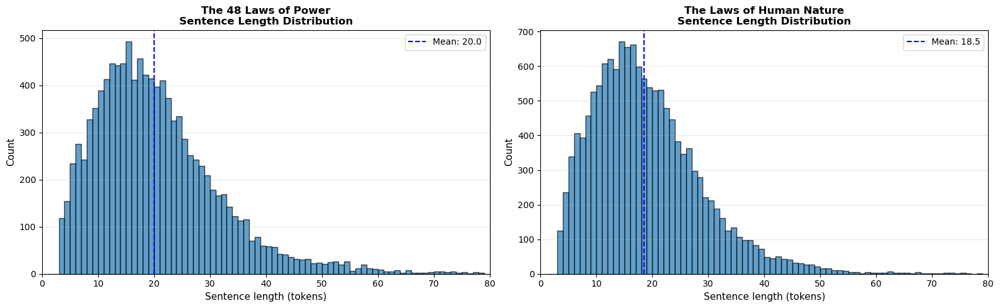 The 48 Laws of Power
Sentence Length Distribution
Mean: 20.0
500
400
300
200
100
0
Count
0 10 20 30 40 50 60 70 80
Sentence length (tokens)
The Laws of Human Nature
Sentence Length Distribution
Mean: 18.5
700
600
500
400
300
200
100
0
Count
0 10 20 30 40 50 60 70 80
Sentence length (tokens)